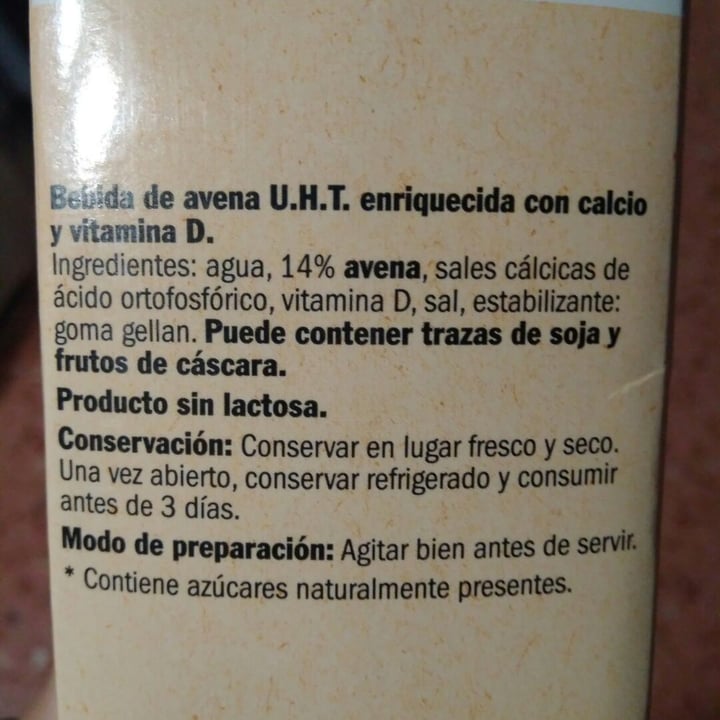 Bebida de avena U.H.T. enriquecida con calcio
y vitamina D.
Ingredientes: agua, 14% avena, sales cálcicas de
ácido ortofosfórico, vitamina D, sal, estabilizante:
goma gellan. Puede contener trazas de soja y
frutos de cáscara.
Producto sin lactosa.
Conservación: Conservar en lugar fresco y seco.
Una vez abierto, conservar refrigerado y consumir
antes de 3 días.
Modo de preparación: Agitar bien antes de servir.
* Contiene azúcares naturalmente presentes.